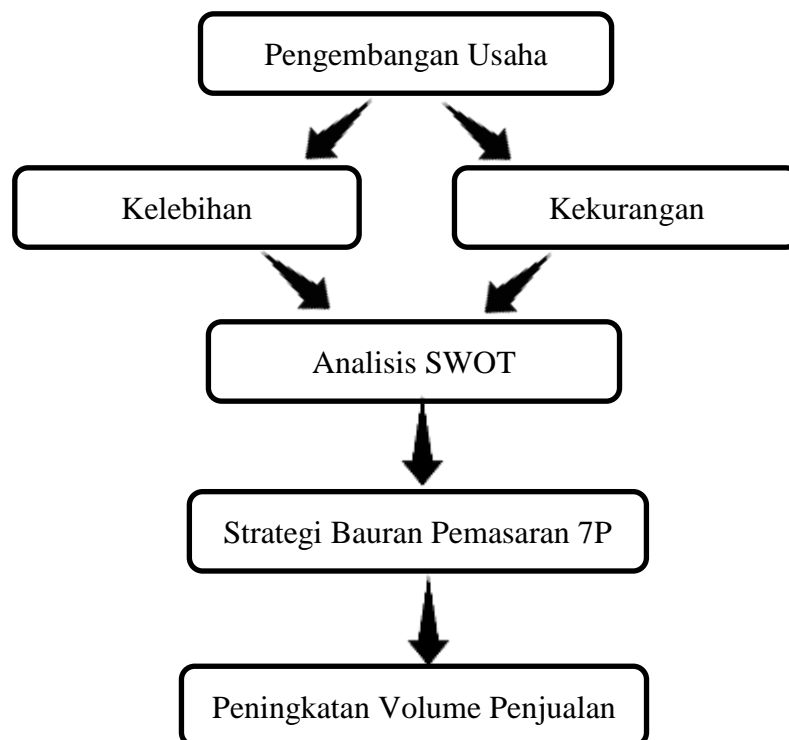 Pengembangan Usaha
Kelebihan
Kekurangan
Analisis SWOT
Strategi Bauran Pemasaran 7P
Peningkatan Volume Penjualan